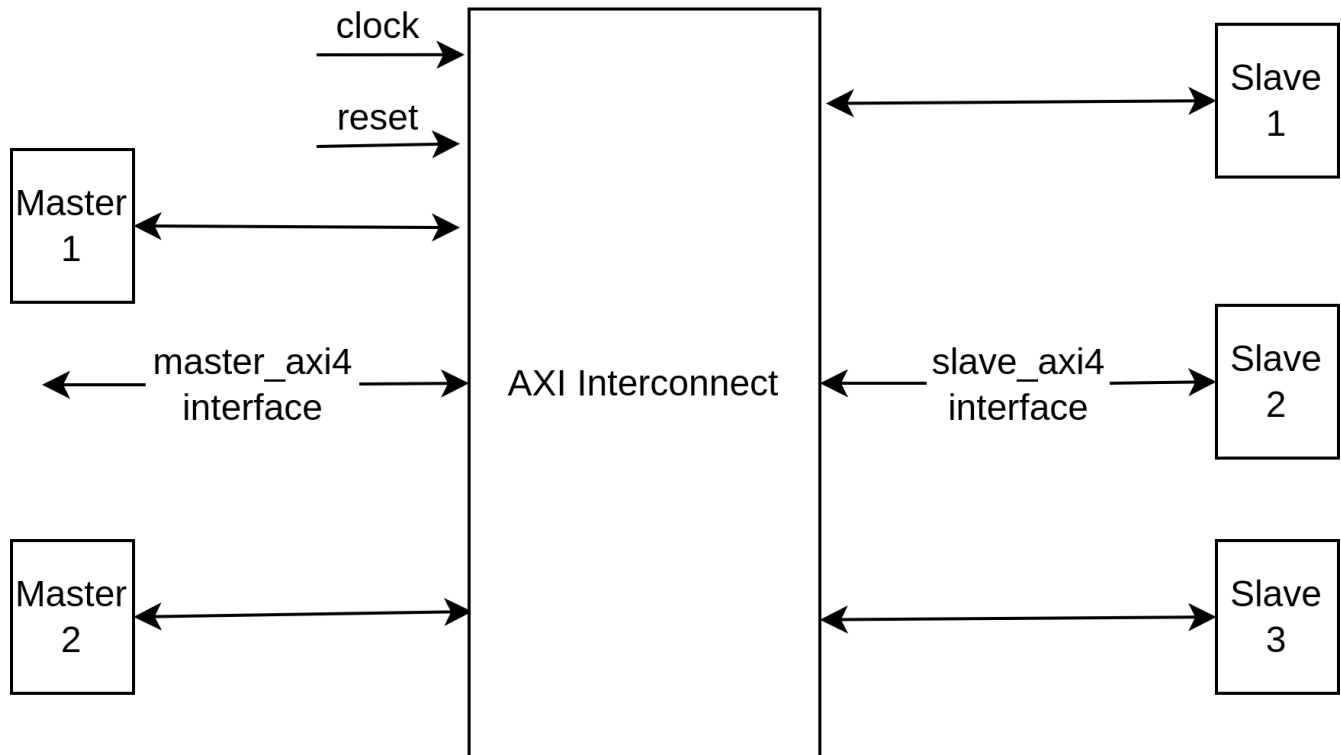 clock
reset
Master
1
master_axi4
interface
Master
2
AXI Interconnect
Slave
1
slave_axi4
interface
Slave
2
Slave
3